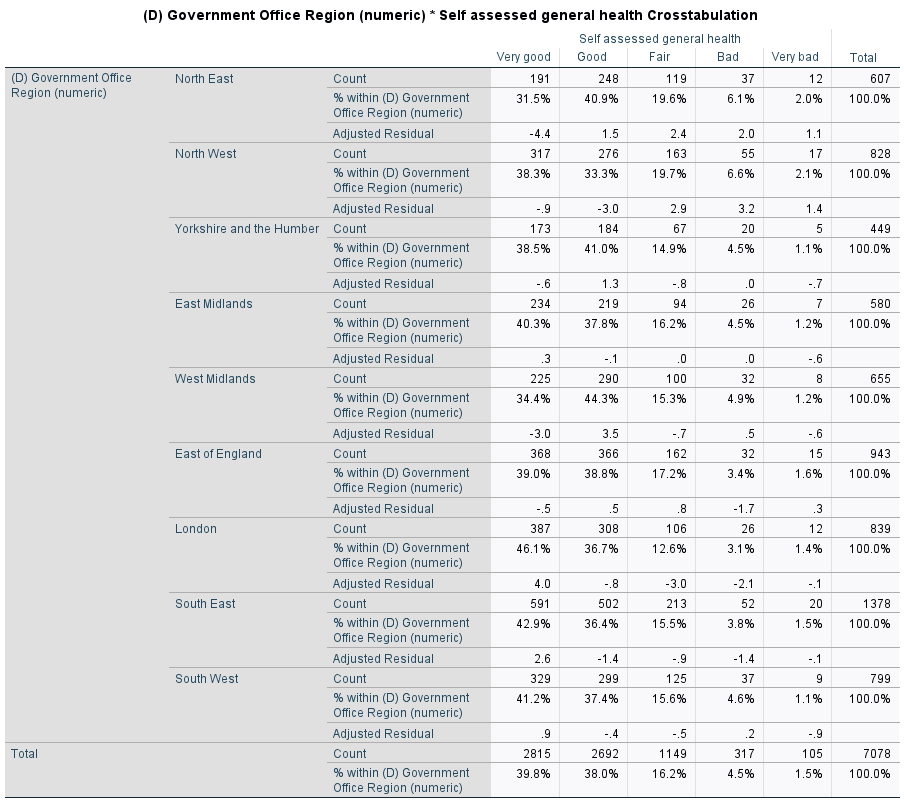 (D) Government Office Region (numeric) * Self assessed general health Crosstabulation
Self assessed general health
Very good Good Fair Bad Very bad Total
(D) Government Office Region (numeric) North East Count 191 248 119 37 12 607
% within (D) Government Office Region (numeric) 31.5% 40.9% 19.6% 6.1% 2.0% 100.0%
Adjusted Residual -4.4 1.5 2.4 2.0 1.1
North West Count 317 276 163 55 17 828
% within (D) Government Office Region (numeric) 38.3% 33.3% 19.7% 6.6% 2.1% 100.0%
Adjusted Residual -.9 -3.0 2.9 3.2 1.4
Yorkshire and the Humber Count 173 184 67 20 5 449
% within (D) Government Office Region (numeric) 38.5% 41.0% 14.9% 4.5% 1.1% 100.0%
Adjusted Residual -.6 1.3 -.8 .0 -.7
East Midlands Count 234 219 94 26 7 580
% within (D) Government Office Region (numeric) 40.3% 37.8% 16.2% 4.5% 1.2% 100.0%
Adjusted Residual .3 -.1 .0 .0 -.6
West Midlands Count 225 290 100 32 8 655
% within (D) Government Office Region (numeric) 34.4% 44.3% 15.3% 4.9% 1.2% 100.0%
Adjusted Residual -3.0 3.5 -.7 .5 -.6
East of England Count 368 366 162 32 15 943
% within (D) Government Office Region (numeric) 39.0% 38.8% 17.2% 3.4% 1.6% 100.0%
Adjusted Residual -.5 .5 .8 -1.7 .3
London Count 387 308 106 26 12 839
% within (D) Government Office Region (numeric) 46.1% 36.7% 12.6% 3.1% 1.4% 100.0%
Adjusted Residual 4.0 -.8 -3.0 -2.1 -.1
South East Count 591 502 213 52 20 1378
% within (D) Government Office Region (numeric) 42.9% 36.4% 15.5% 3.8% 1.5% 100.0%
Adjusted Residual 2.6 -1.4 -.9 -1.4 -.1
South West Count 329 299 125 37 9 799
% within (D) Government Office Region (numeric) 41.2% 37.4% 15.6% 4.6% 1.1% 100.0%
Adjusted Residual .9 -.4 -.5 .2 -.9
Total Count 2815 2692 1149 317 105 7078
% within (D) Government Office Region (numeric) 39.8% 38.0% 16.2% 4.5% 1.5% 100.0%